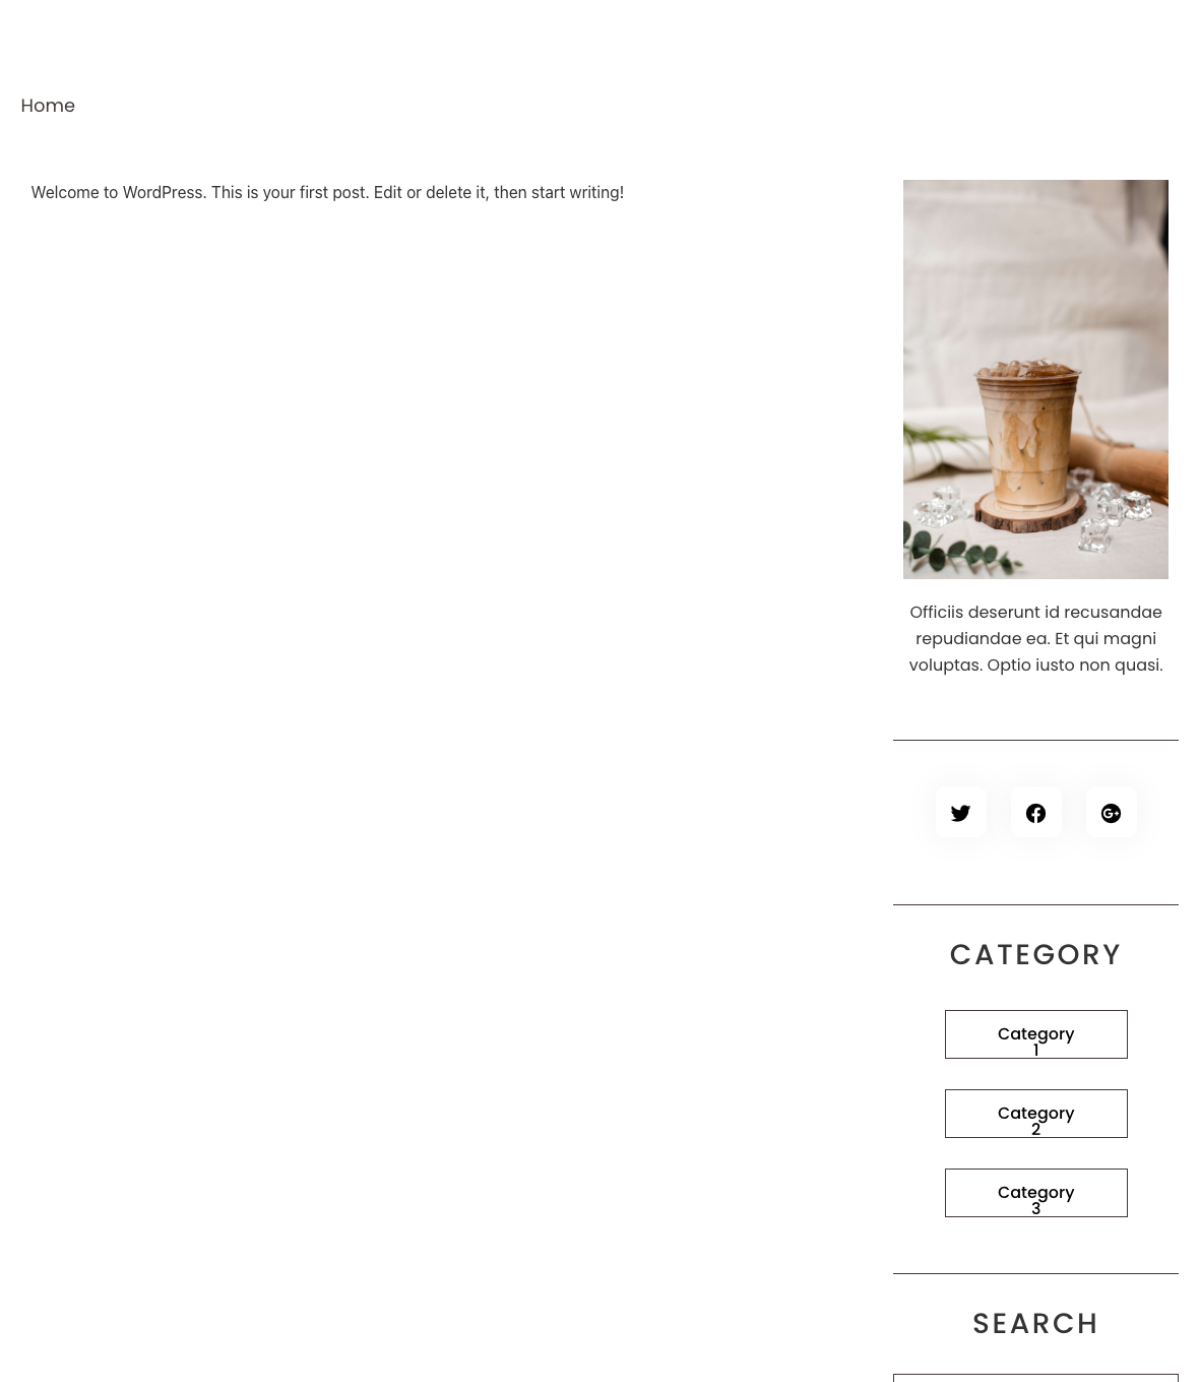 Home
Welcome to WordPress. This is your first post. Edit or delete it, then start writing!
Officiis deserunt id recusandae
repudiandae ea. Et qui magni
voluptas. Optio iusto non quasi.
CATEGORY
Category
1
Category
2
Category
3
SEARCH